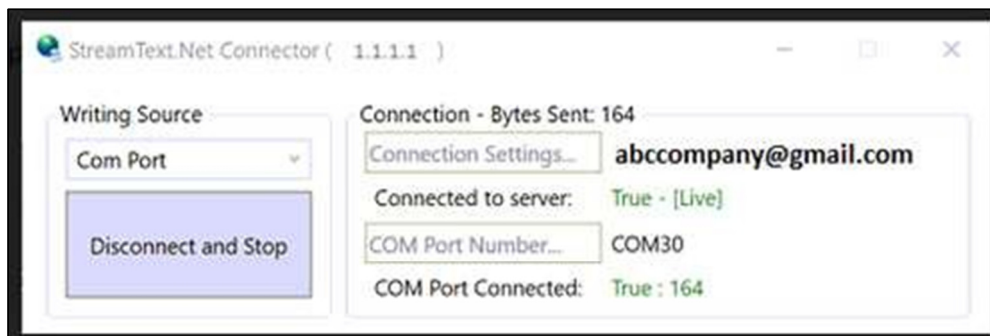 StreamText.Net Connector ( 1.1.1.1 )
Writing Source
Com Port
Disconnect and Stop
Connection - Bytes Sent: 164
Connection Settings... abccompany@gmail.com
Connected to server: True - [Live]
COM Port Number... COM30
COM Port Connected: True : 164